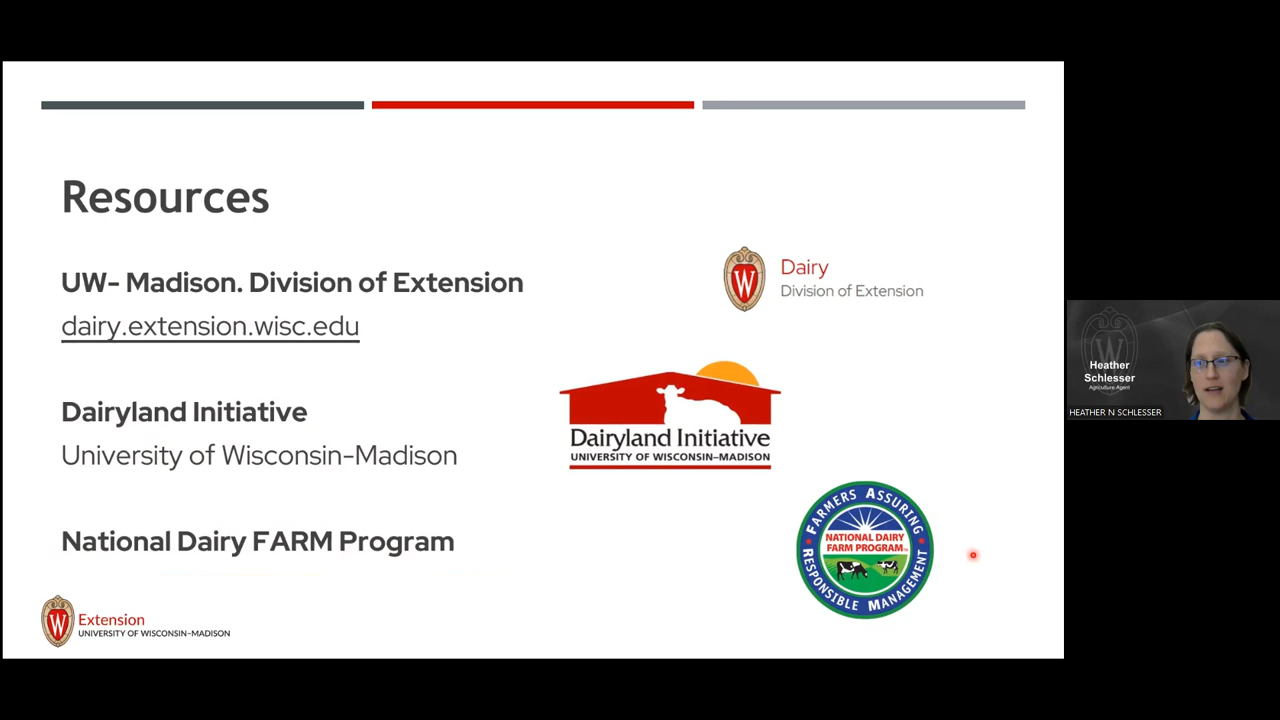 Resources
UW- Madison. Division of Extension
dairy.extension.wisc.edu
Dairy
Division of Extension
Dairyland Initiative
University of Wisconsin-Madison
Dairyland Initiative
UNIVERSITY OF WISCONSIN–MADISON
National Dairy FARM Program
FARMERS ASSURING
NATIONAL DAIRY
FARM PROGRAM
RESPONSIBLE MANAGEMENT
W
Extension
UNIVERSITY OF WISCONSIN–MADISON
W
W
Heather
Schlesser
Agriculture Agent
HEATHER N SCHLESSER